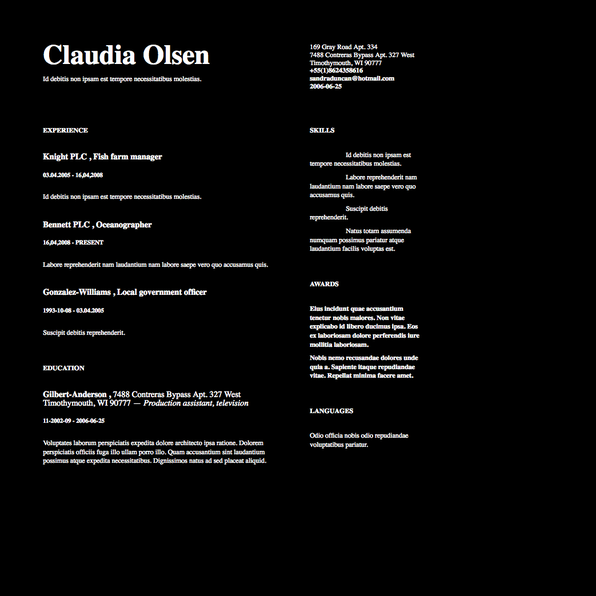 Claudia Olsen
Id debitis non ipsam est tempore necessitatibus molestias.
169 Gray Road Apt. 334
7488 Contreras Bypass Apt. 327 West
Timothymouth, WI 90777
+55(1)8624358616
sandraduncan@hotmail.com
2006-06-25
EXPERIENCE
Knight PLC , Fish farm manager
03.04.2005 - 16,04,2008
Id debitis non ipsam est tempore necessitatibus molestias.
Bennett PLC , Oceanographer
16,04,2008 - PRESENT
Labore reprehenderit nam laudantium nam labore saepe vero quo accusamus quis.
Gonzalez-Williams , Local government officer
1993-10-08 - 03.04.2005
Suscipit debitis reprehenderit.
EDUCATION
Gilbert-Anderson , 7488 Contreras Bypass Apt. 327 West
Timothymouth, WI 90777 — Production assistant, television
11-2002-09 - 2006-06-25
Voluptates laborum perspiciatis expedita dolore architecto ipsa ratione. Dolorem
perspiciatis officiis fuga illo ullam porro illo. Quam accusantium sint laudantium
possimus atque expedita necessitatibus. Dignissimos natus ad sed placeat aliquid.
SKILLS
Id debitis non ipsam est
tempore necessitatibus molestias.
Labore reprehenderit nam
laudantium nam labore saepe vero quo
accusamus quis.
Suscipit debitis
reprehenderit.
Natus totam assumenda
numquam possimus pariatur atque
laudantium facilis voluptas est.
AWARDS
Eius incidunt quae accusantium
tenetur nobis maiores. Non vitae
explicabo id libero ducimus ipsa. Eos
ex laboriosam dolore perferendis iure
mollitia laboriosam.
Nobis nemo recusandae dolores unde
quia a. Sapiente itaque repudiandae
vitae. Repellat minima facere amet.
LANGUAGES
Odio officia nobis odio repudiandae
voluptatibus pariatur.